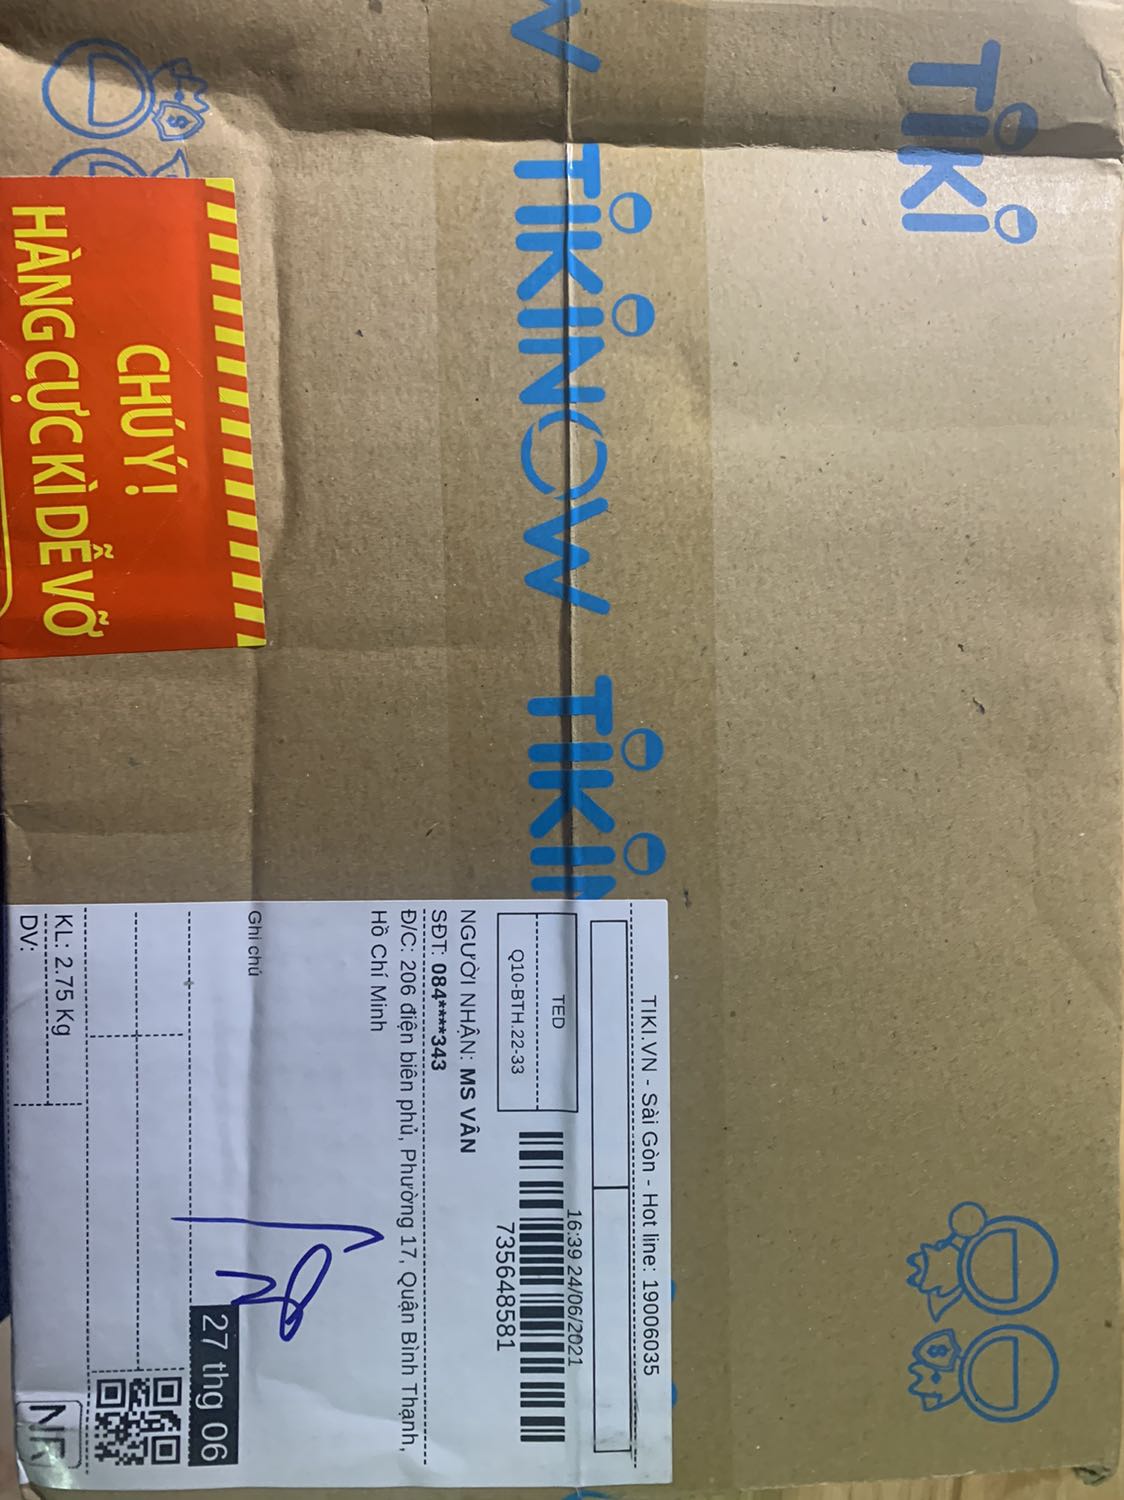 TIKI
TIKINOW TIKIN
CHÚ Ý !
HÀNG CỰC KÌ DỄ VỠ
TIKI.VN - Sài Gòn - Hot line: 19006035
16:39 24/06/2021
TED
Q10-BTH.22-33
735648581
NGƯỜI NHẬN: MS VÂN
SĐT: 084****343
Đ/C: 206 điện biên phủ, Phường 17, Quận Bình Thạnh,
Hồ Chí Minh
Ghi chú
27 thg 06
KL: 2.75 Kg
DV: